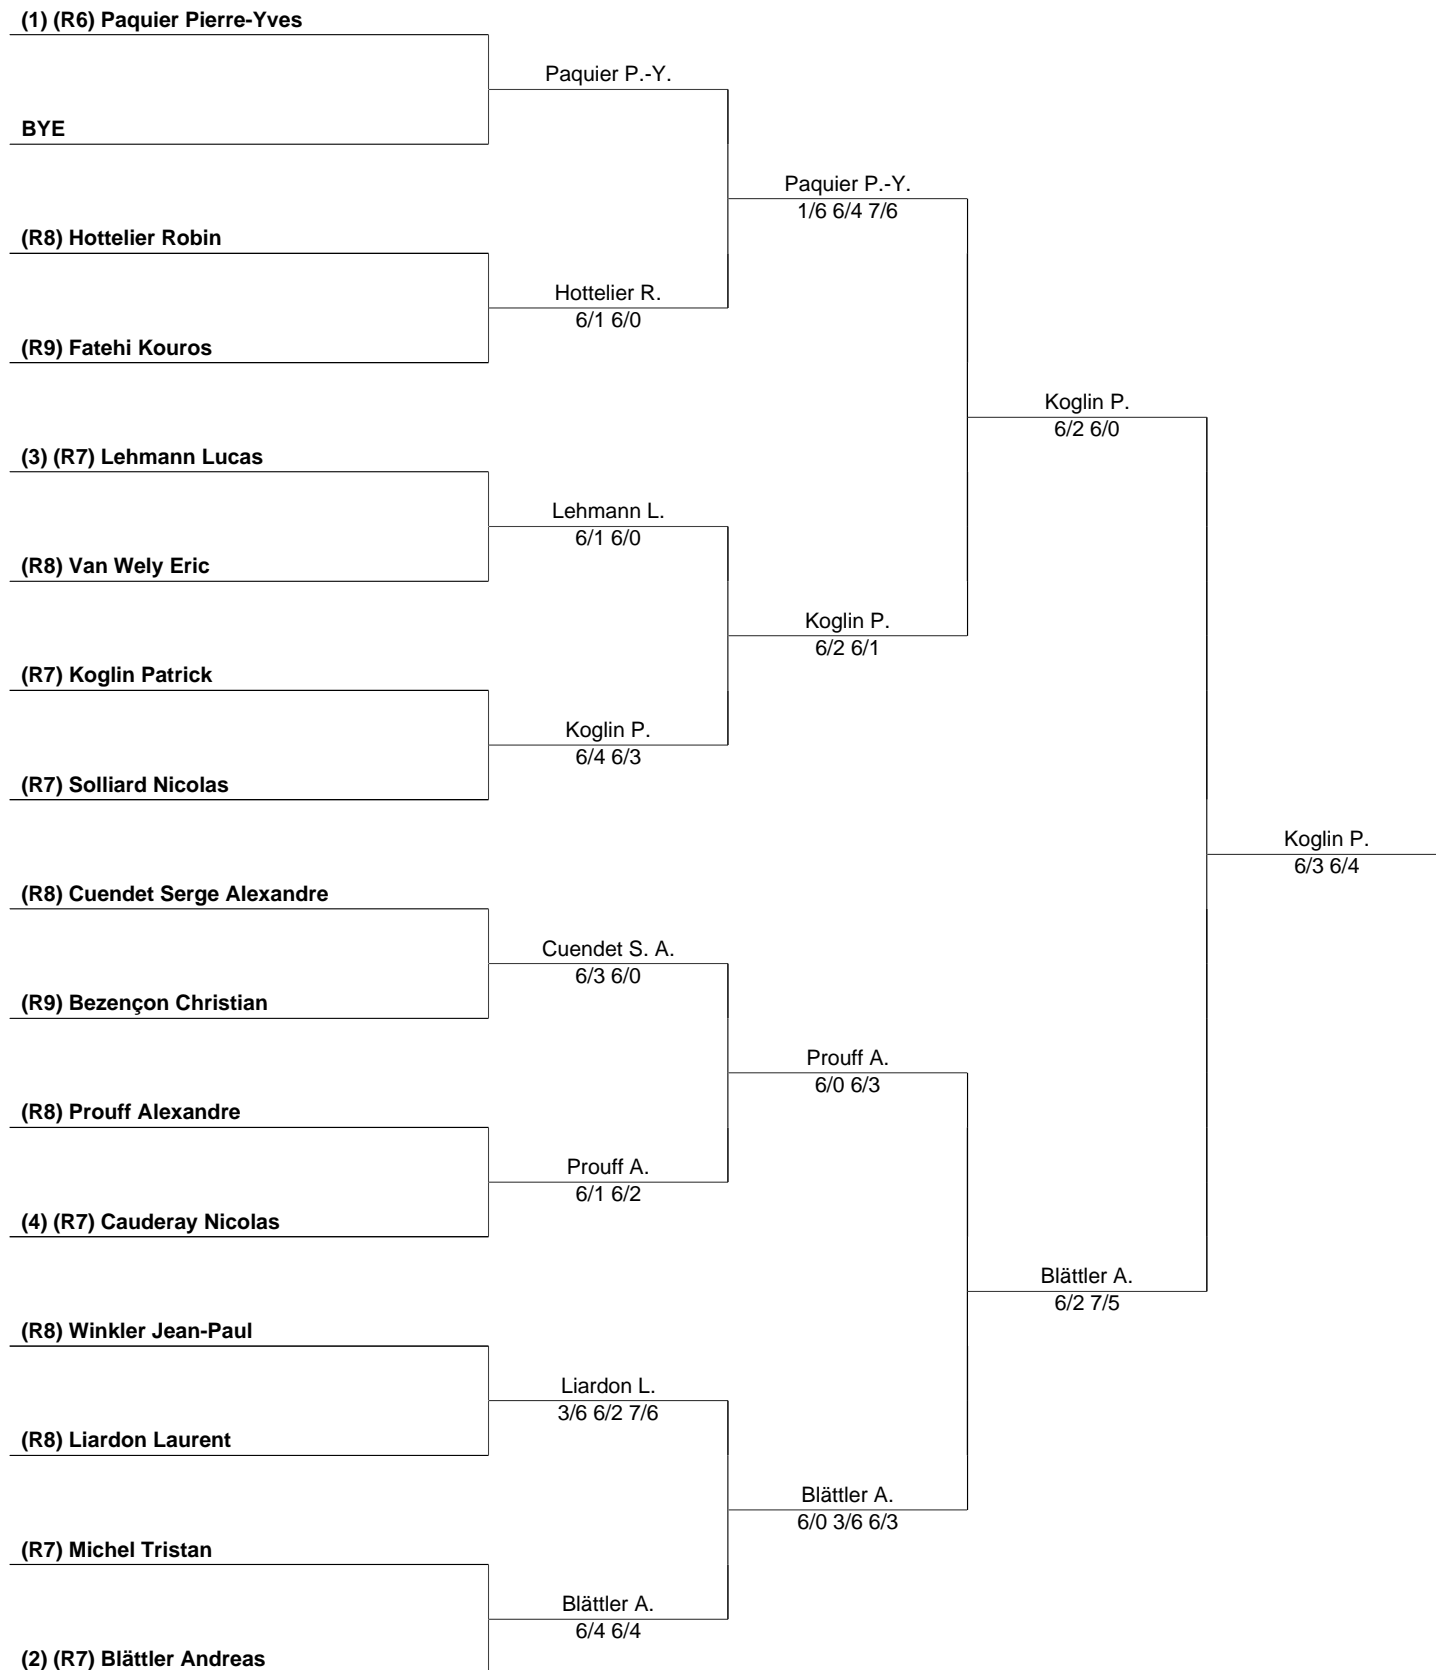 (1) (R6) Paquier Pierre-Yves
Paquier P.-Y.
BYE
Paquier P.-Y.
1/6 6/4 7/6
(R8) Hottelier Robin
Hottelier R.
6/1 6/0
(R9) Fatehi Kouros
Koglin P.
6/2 6/0
(3) (R7) Lehmann Lucas
Lehmann L.
6/1 6/0
(R8) Van Wely Eric
Koglin P.
6/2 6/1
(R7) Koglin Patrick
Koglin P.
6/4 6/3
(R7) Solliard Nicolas
Koglin P.
6/3 6/4
(R8) Cuendet Serge Alexandre
Cuendet S. A.
6/3 6/0
(R9) Bezençon Christian
Prouff A.
6/0 6/3
(R8) Prouff Alexandre
Prouff A.
6/1 6/2
(4) (R7) Cauderay Nicolas
Blättler A.
6/2 7/5
(R8) Winkler Jean-Paul
Liardon L.
3/6 6/2 7/6
(R8) Liardon Laurent
Blättler A.
6/0 3/6 6/3
(R7) Michel Tristan
Blättler A.
6/4 6/4
(2) (R7) Blättler Andreas